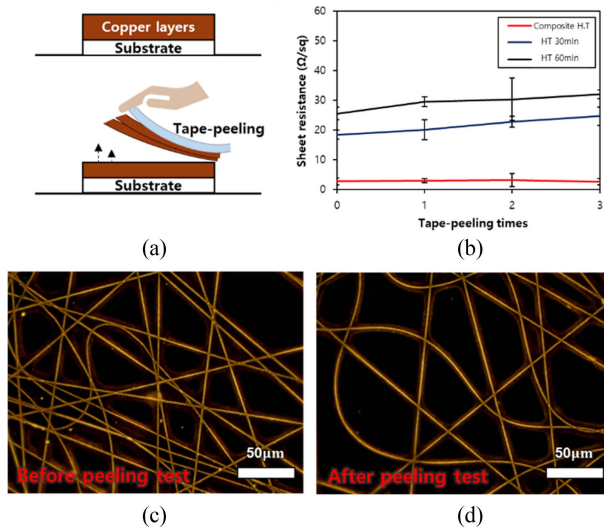 Copper layers
Substrate
Tape-peeling
Substrate
(a)
Sheet resistance (Ω/sq)
60
50
40
30
20
10
0
Composite H.T
HT 30min
HT 60min
0 1 2 3
Tape-peeling times
(b)
50μm
Before peeling test
(c)
50μm
After peeling test
(d)